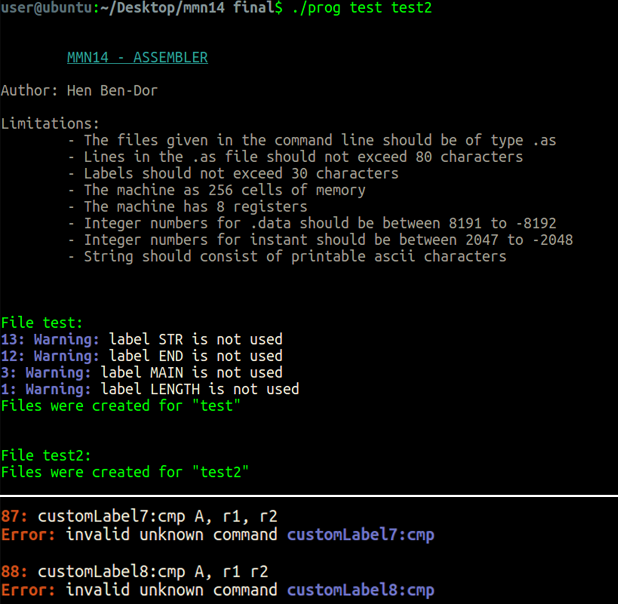 user@ubuntu:~/Desktop/mmn14 final$ ./prog test test2
MMN14 - ASSEMBLER
Author: Hen Ben-Dor
Limitations:
- The files given in the command line should be of type .as
- Lines in the .as file should not exceed 80 characters
- Labels should not exceed 30 characters
- The machine as 256 cells of memory
- The machine has 8 registers
- Integer numbers for .data should be between 8191 to -8192
- Integer numbers for instant should be between 2047 to -2048
- String should consist of printable ascii characters
File test:
13: Warning: label STR is not used
12: Warning: label END is not used
3: Warning: label MAIN is not used
1: Warning: label LENGTH is not used
Files were created for "test"
File test2:
Files were created for "test2"
87: customLabel7:cmp A, r1, r2
Error: invalid unknown command customLabel7:cmp
88: customLabel8:cmp A, r1 r2
Error: invalid unknown command customLabel8:cmp